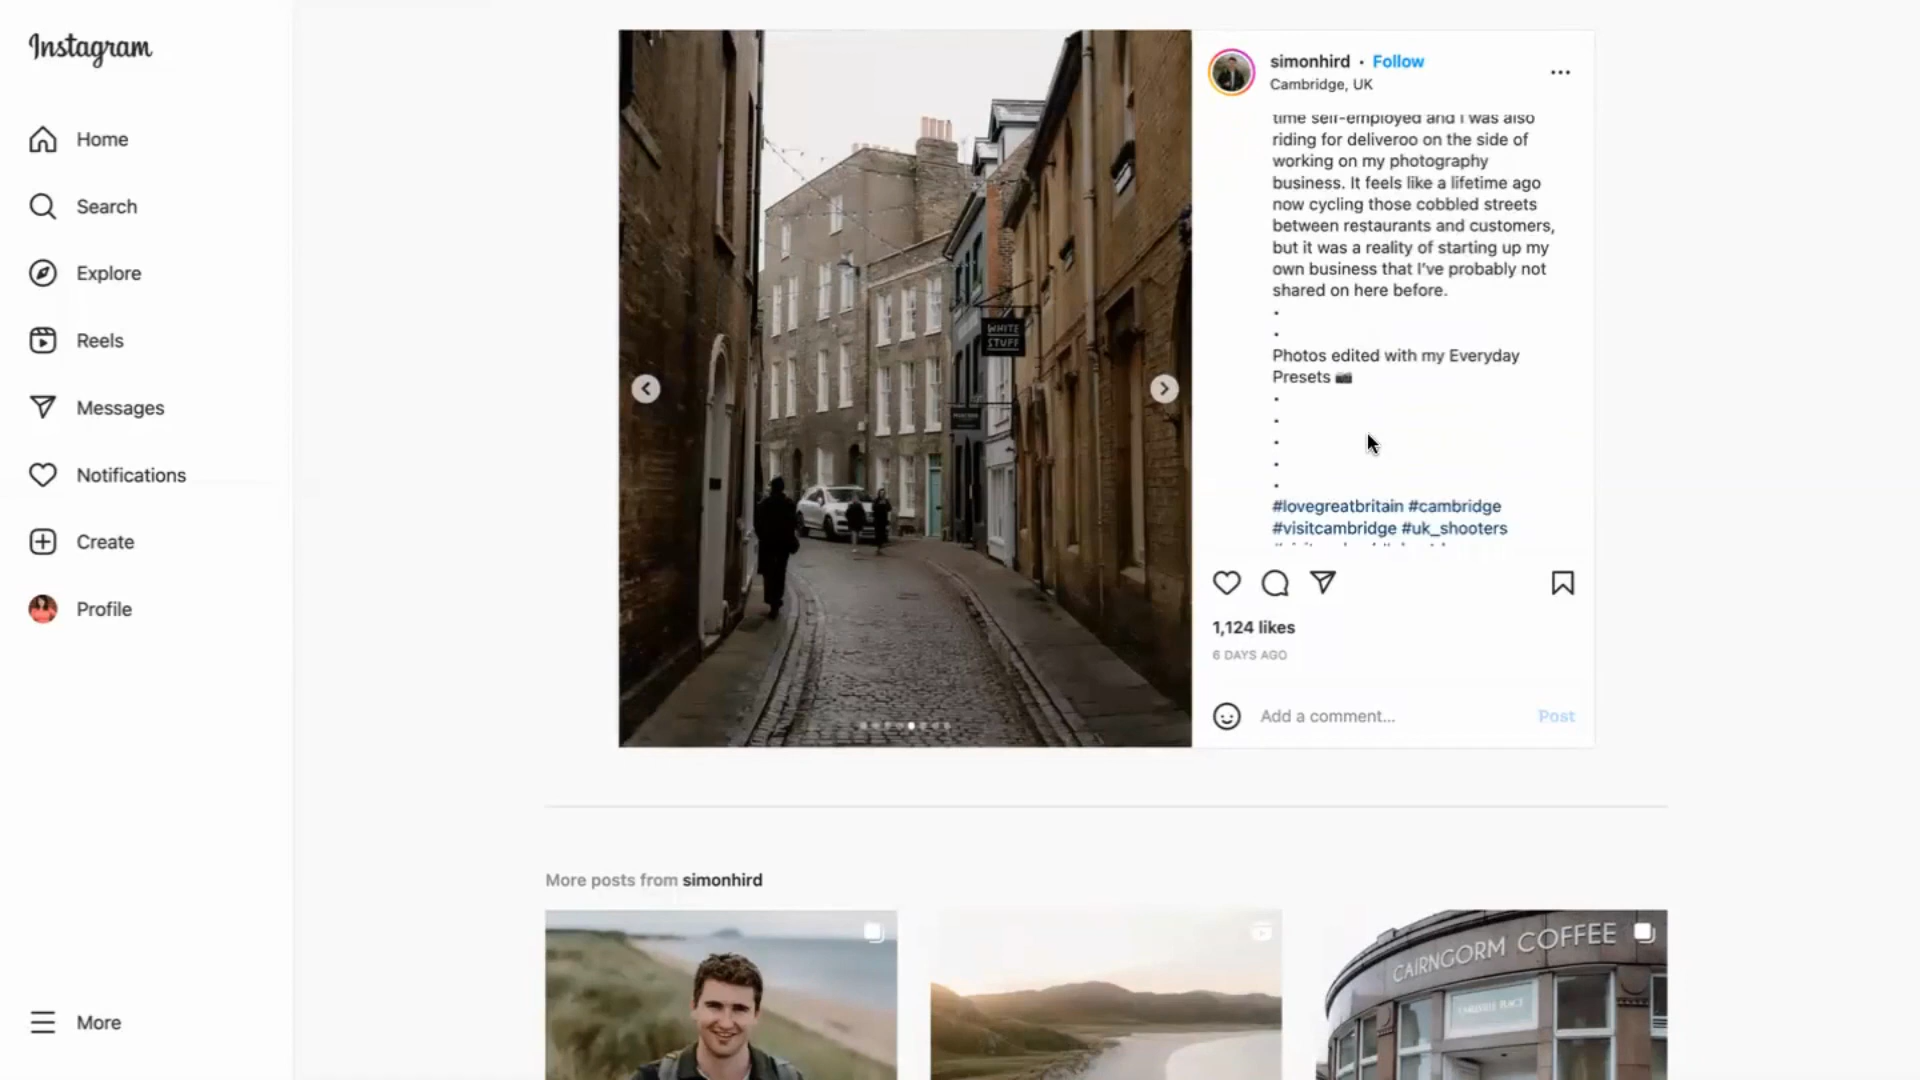 Instagram
Home
Search
Explore
Reels
Messages
Notifications
Create
Profile
More
WHITE
STUFF
simonhird • Follow
Cambridge, UK
time self-employed and I was also
riding for deliveroo on the side of
working on my photography
business. It feels like a lifetime ago
now cycling those cobbled streets
between restaurants and customers,
but it was a reality of starting up my
own business that I've probably not
shared on here before.
.
.
Photos edited with my Everyday
Presets 📷
.
.
.
.
.
#lovegreatbritain #cambridge
#visitcambridge #uk_shooters
1,124 likes
6 DAYS AGO
Add a comment...
Post
More posts from simonhird
CAIRNGORM COFFEE